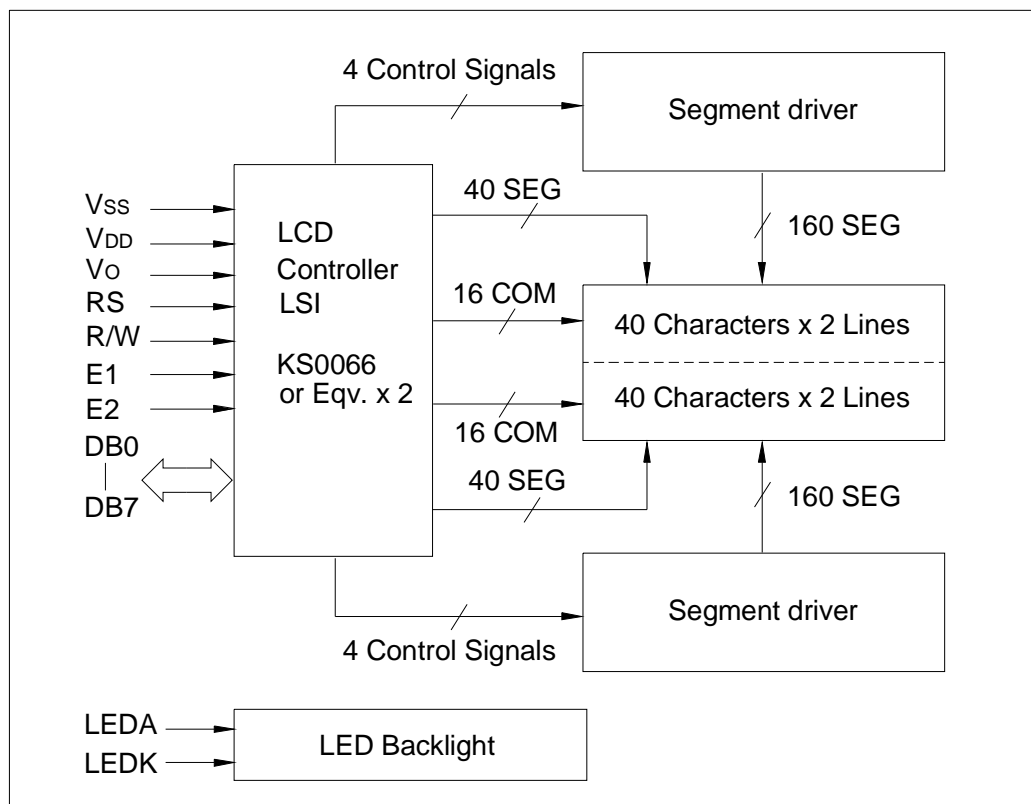 4 Control Signals
Segment driver
40 SEG
160 SEG
VSS
VDD
VO
RS
R/W
E1
E2
DB0
DB7
LCD
Controller
LSI
KS0066
or Eqv. x 2
16 COM
40 Characters x 2 Lines
40 Characters x 2 Lines
16 COM
40 SEG
160 SEG
Segment driver
4 Control Signals
LEDA
LEDK
LED Backlight